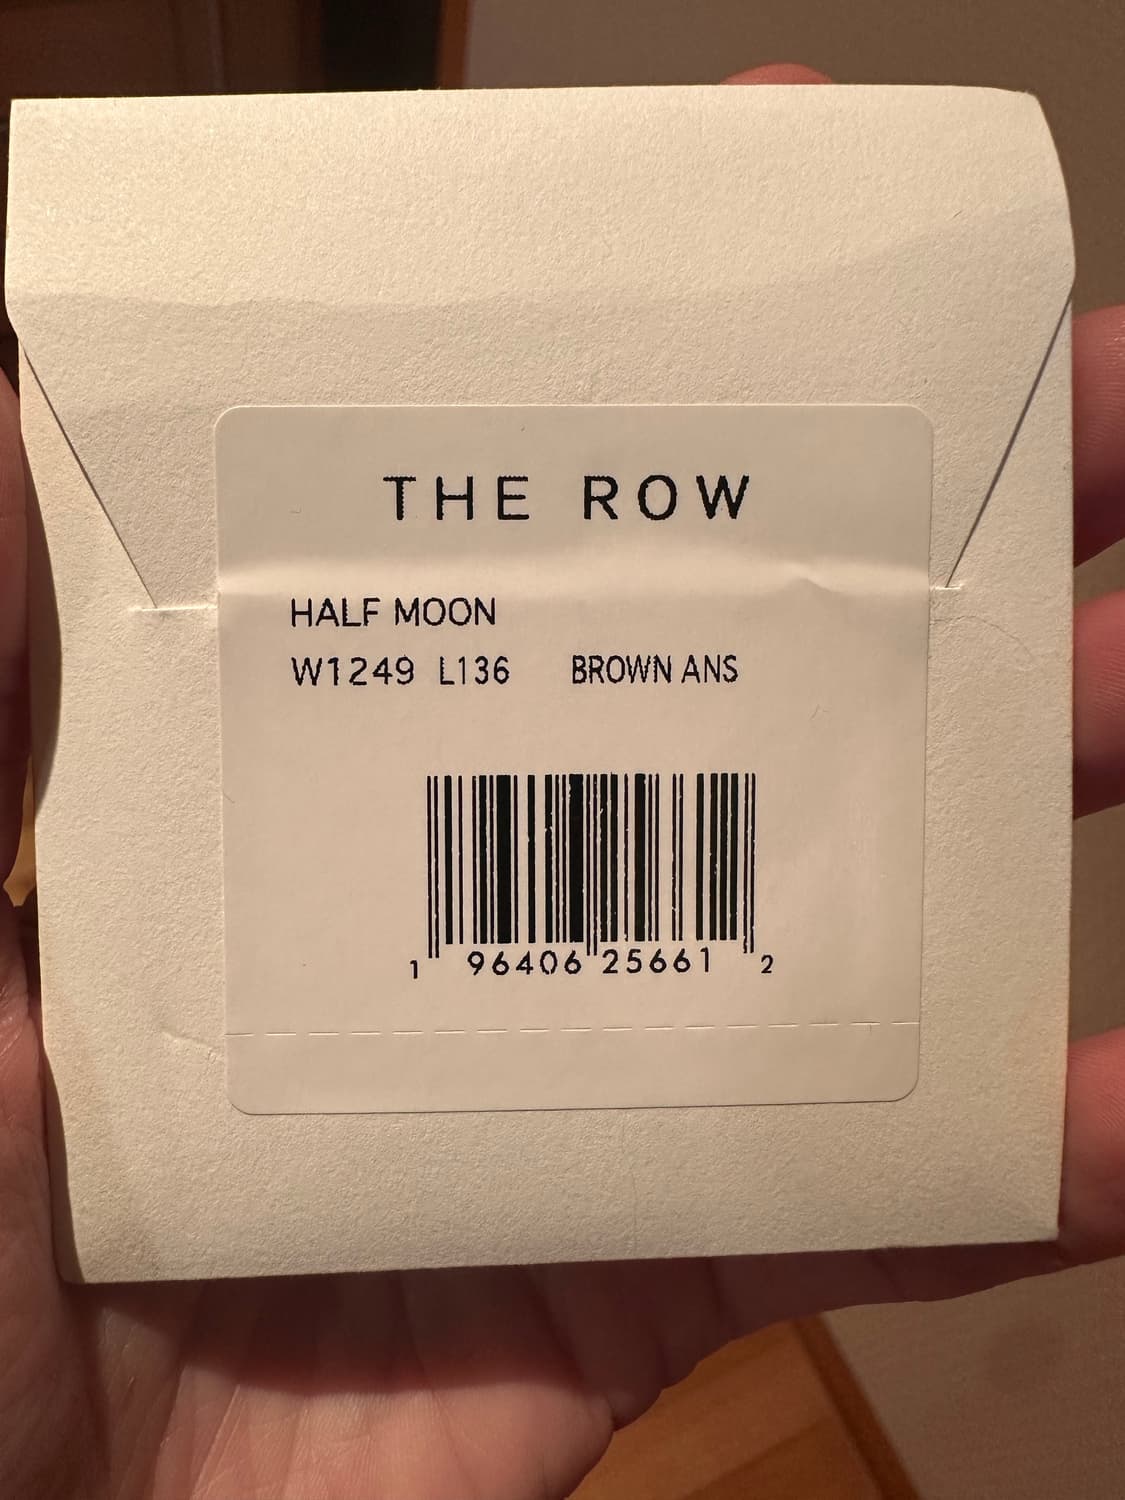 THE ROW
HALF MOON
W1249 L136 BROWN ANS
1 96406 25661 2